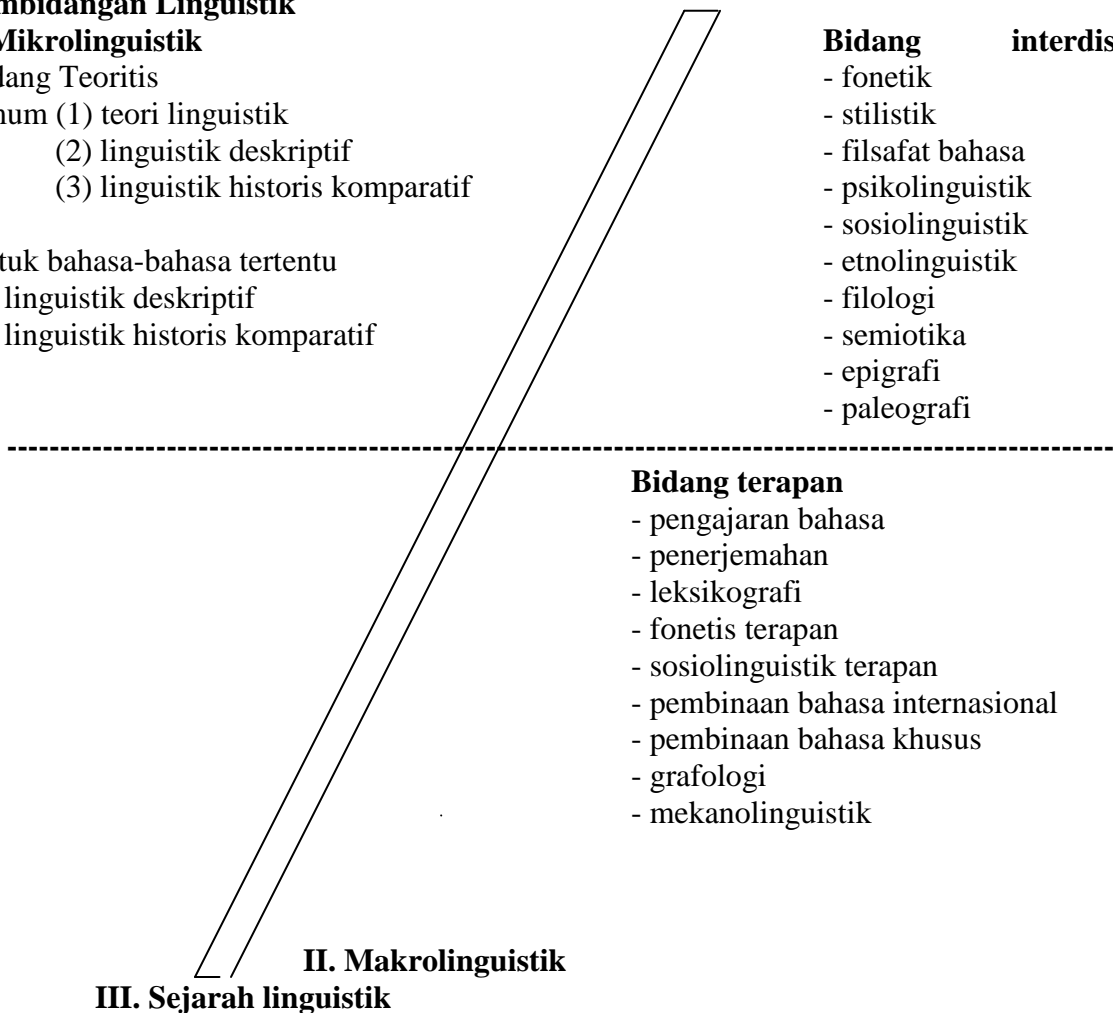 mbidangan Linguistik
Mikrolinguistik
dang Teoritis
num (1) teori linguistik
(2) linguistik deskriptif
(3) linguistik historis komparatif
tuk bahasa-bahasa tertentu
linguistik deskriptif
linguistik historis komparatif
Bidang interdis
- fonetik
- stilistik
- filsafat bahasa
- psikolinguistik
- sosiolinguistik
- etnolinguistik
- filologi
- semiotika
- epigrafi
- paleografi
Bidang terapan
- pengajaran bahasa
- penerjemahan
- leksikografi
- fonetis terapan
- sosiolinguistik terapan
- pembinaan bahasa internasional
- pembinaan bahasa khusus
- grafologi
- mekanolinguistik
II. Makrolinguistik
III. Sejarah linguistik